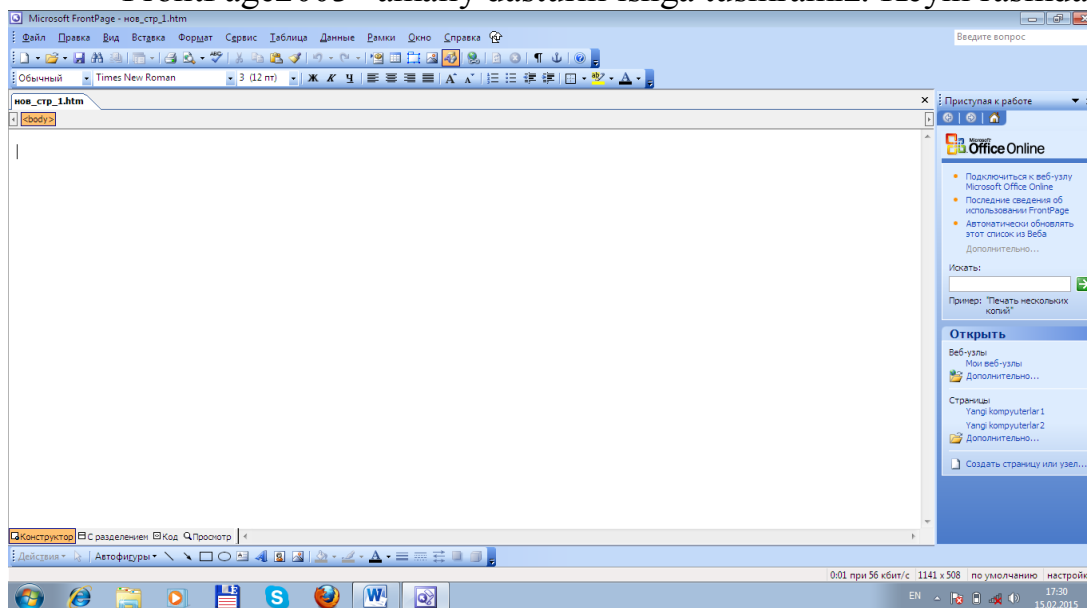 FrontPage2003" amaliy dasturin ishga tushiramiz. Keyin rasmda
Microsoft FrontPage - нов_стр_1.htm
Файл Правка Вид Вставка Формат Сервис Таблица Данные Рамки Окно Справка
Введите вопрос
Обычный Times New Roman 3 (12 пт) Ж К Ч
нов_стр_1.htm
<body>
Приступая к работе
Microsoft
Office Online
Подключиться к веб-узлу
Microsoft Office Online
Последние сведения об
использовании FrontPage
Автоматически обновлять
этот список из Веба
Дополнительно...
Искать:
Пример: "Печать нескольких
копий"
Открыть
Веб-узлы
Мои веб-узлы
Дополнительно...
Страницы
Yangi kompyuterlar1
Yangi kompyuterlar2
Дополнительно...
Создать страницу или узел...
Конструктор С разделением Код Просмотр
Действия Автофигуры
0:01 при 56 кбит/с 1141 x 508 по умолчанию настройк
EN 17:30
15.02.2015